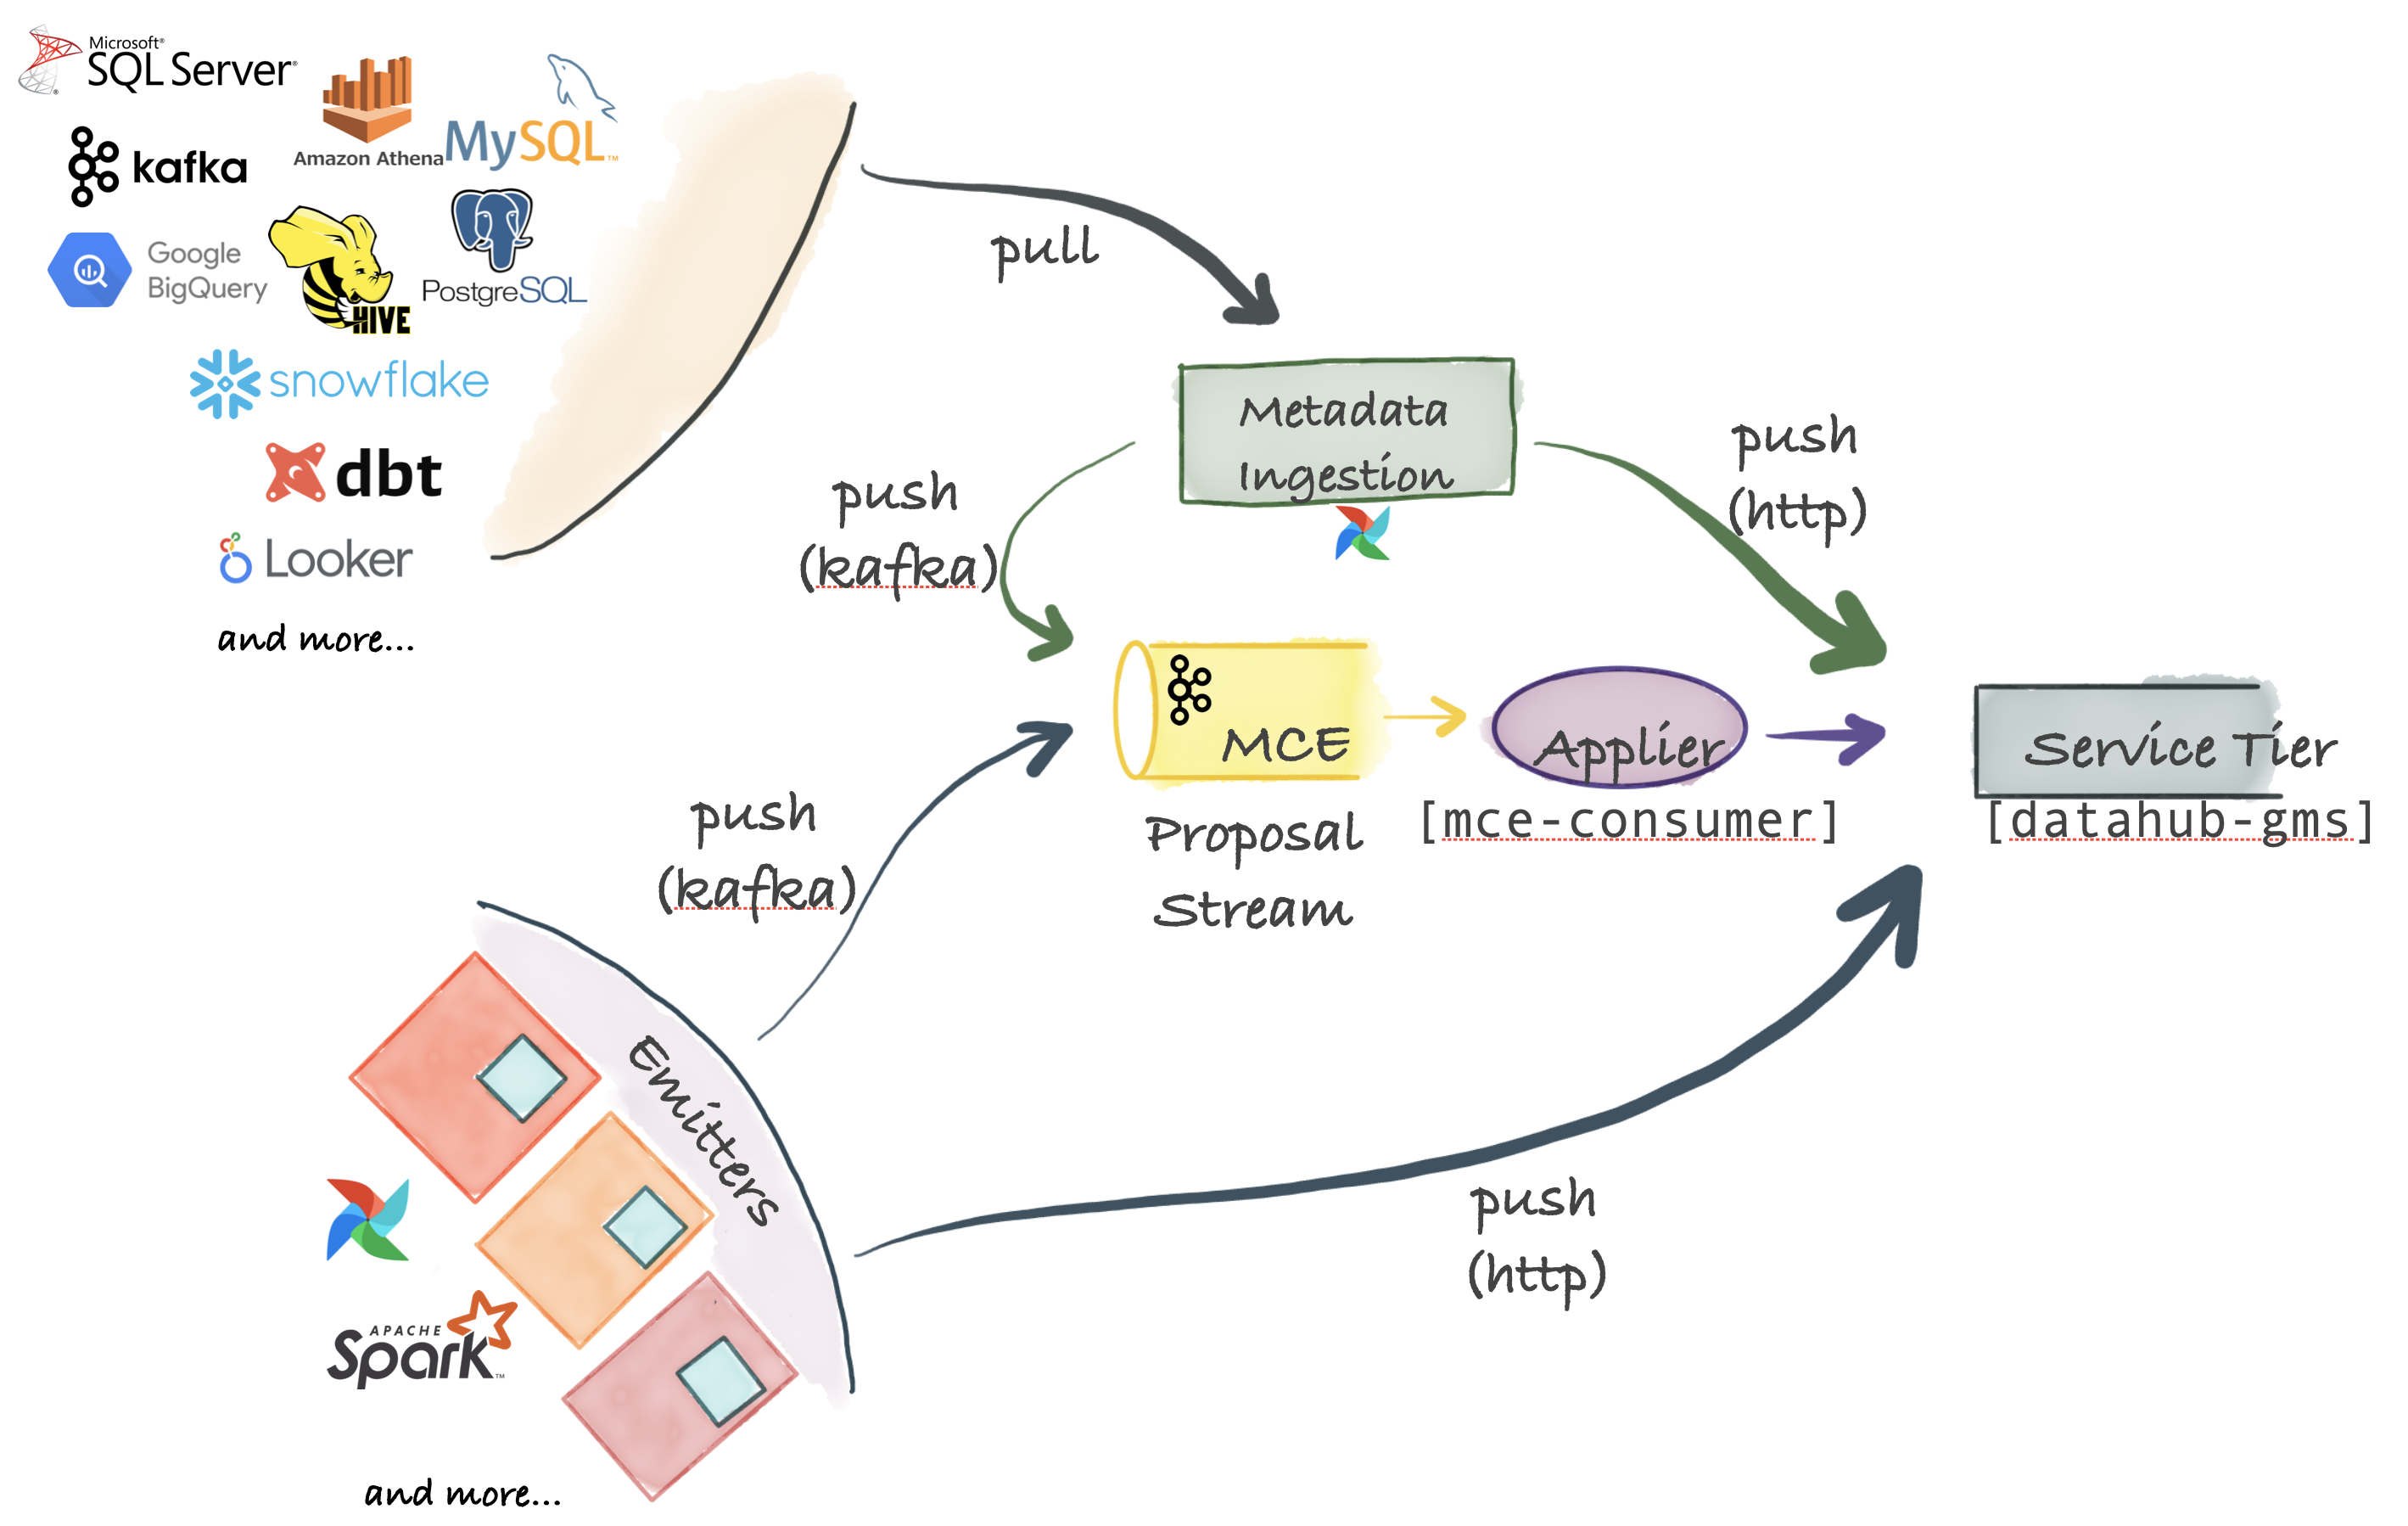 Microsoft®
SQL Server®
Amazon Athena
MySQL™
kafka
Google
BigQuery
HIVE
PostgreSQL
snowflake
dbt
Looker
and more...
pull
Metadata
Ingestion
push
(kafka)
push
(http)
MCE
Proposal
Stream
Applier
[mce-consumer]
Service Tier
[datahub-gms]
push
(kafka)
Emitters
push
(http)
APACHE
Spark™
and more...